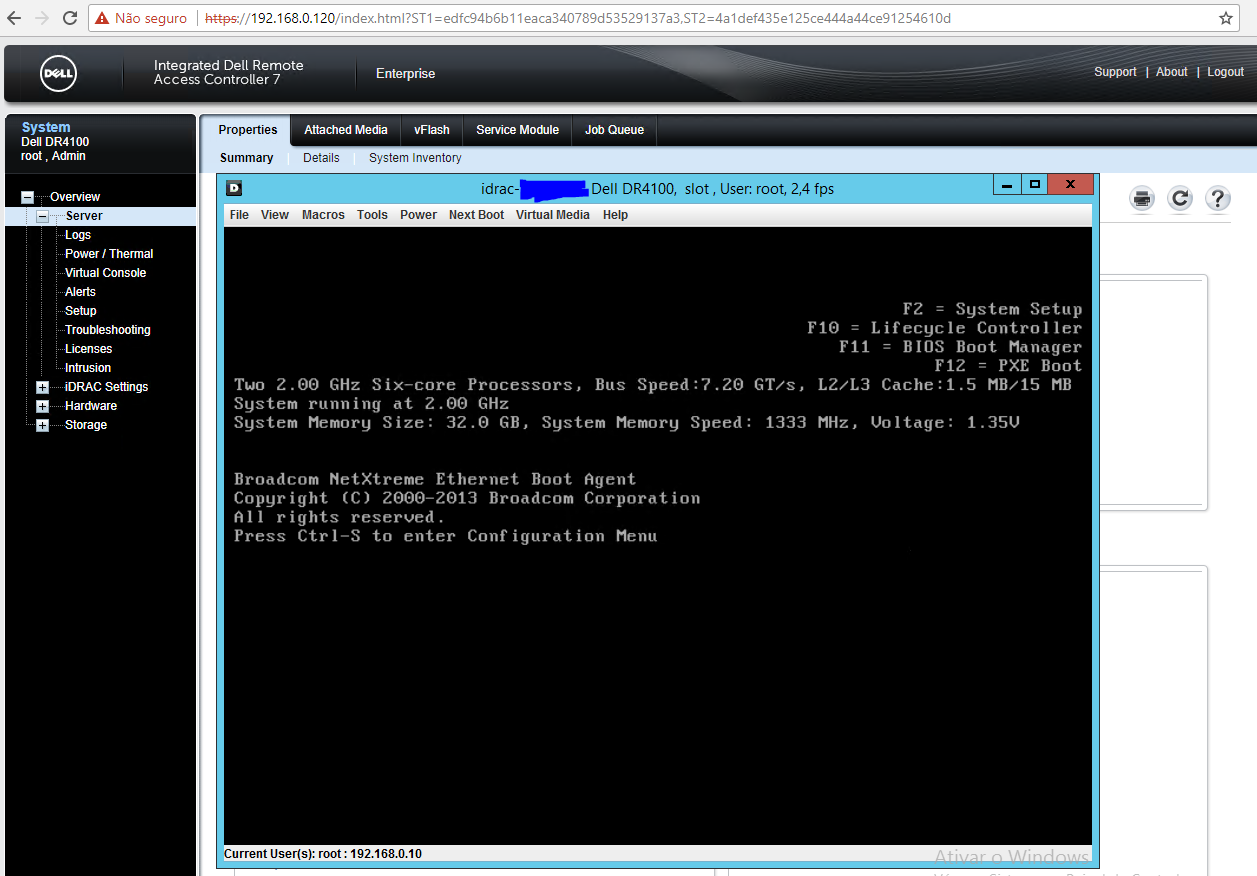 Não seguro https://192.168.0.120/index.html?ST1=edfc94b6b11eaca340789d53529137a3,ST2=4a1def435e125ce444a44ce91254610d
DELL
Integrated Dell Remote
Access Controller 7
Enterprise
Support | About | Logout
System
Dell DR4100
root , Admin
Properties Attached Media vFlash Service Module Job Queue
Summary Details System Inventory
Overview
Server
Logs
Power / Thermal
Virtual Console
Alerts
Setup
Troubleshooting
Licenses
Intrusion
iDRAC Settings
Hardware
Storage
D
idrac- Dell DR4100, slot , User: root, 2,4 fps
X
?
File View Macros Tools Power Next Boot Virtual Media Help
F2 = System Setup
F10 = Lifecycle Controller
F11 = BIOS Boot Manager
F12 = PXE Boot
Two 2.00 GHz Six-core Processors, Bus Speed:7.20 GT/s, L2/L3 Cache:1.5 MB/15 MB
System running at 2.00 GHz
System Memory Size: 32.0 GB, System Memory Speed: 1333 MHz, Voltage: 1.35V
Broadcom NetXtreme Ethernet Boot Agent
Copyright (C) 2000-2013 Broadcom Corporation
All rights reserved.
Press Ctrl-S to enter Configuration Menu
Current User(s): root : 192.168.0.10
Ativar o Windows